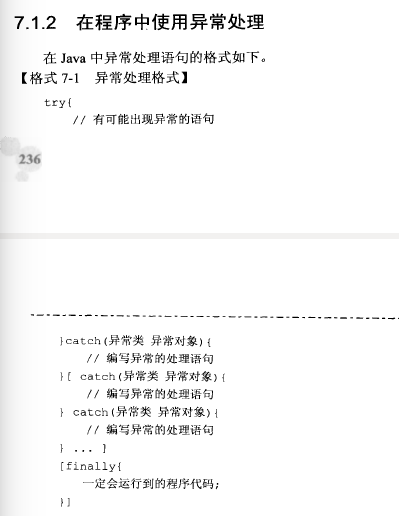 7.1.2 在程序中使用异常处理
在 Java 中异常处理语句的格式如下。
【格式 7-1 异常处理格式】
try{
// 有可能出现异常的语句
236
}catch(异常类 异常对象){
// 编写异常的处理语句
}[ catch(异常类 异常对象){
// 编写异常的处理语句
} catch(异常类 异常对象){
// 编写异常的处理语句
} ... ]
[finally{
一定会运行到的程序代码;
}]